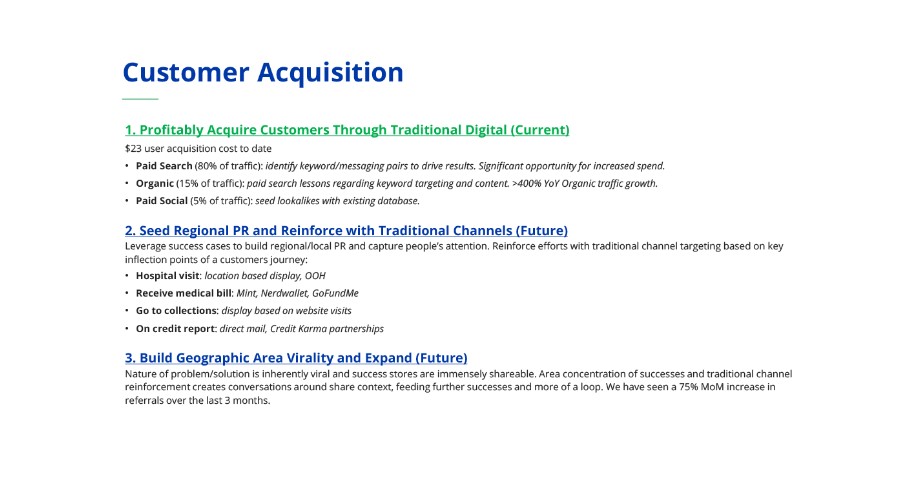 Customer Acquisition
1. Profitably Acquire Customers Through Traditional Digital (Current)
$23 user acquisition cost to date
• Paid Search (80% of traffic): identify keyword/messaging pairs to drive results. Significant opportunity for increased spend.
• Organic (15% of traffic): paid search lessons regarding keyword targeting and content. >400% YoY Organic traffic growth.
• Paid Social (5% of traffic): seed lookalikes with existing database.
2. Seed Regional PR and Reinforce with Traditional Channels (Future)
Leverage success cases to build regional/local PR and capture people's attention. Reinforce efforts with traditional channel targeting based on key
inflection points of a customers journey:
• Hospital visit: location based display, OOH
• Receive medical bill: Mint, Nerdwallet, GoFundMe
• Go to collections: display based on website visits
• On credit report: direct mail, Credit Karma partnerships
3. Build Geographic Area Virality and Expand (Future)
Nature of problem/solution is inherently viral and success stores are immensely shareable. Area concentration of successes and traditional channel
reinforcement creates conversations around share context, feeding further successes and more of a loop. We have seen a 75% MoM increase in
referrals over the last 3 months.